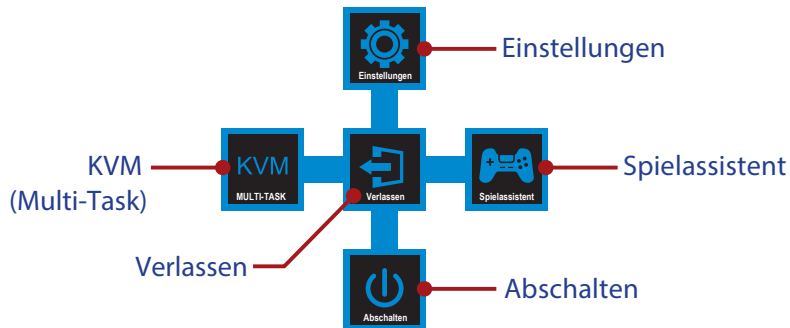 Einstellungen
Einstellungen
KVM
(Multi-Task)
KVM
MULTI-TASK
Verlassen
Spielassistent
Spielassistent
Verlassen
Abschalten
Abschalten